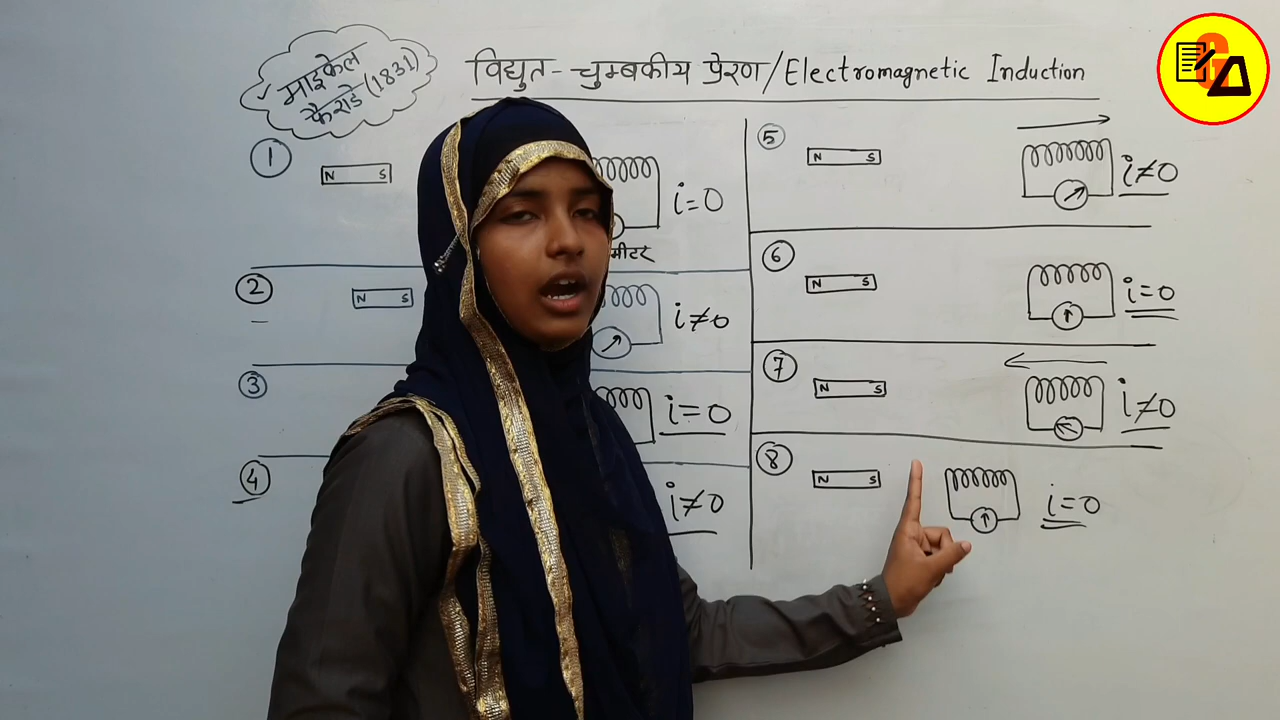 माइकेल
फैराडे (1831)
विद्युत-चुम्बकीय प्रेरण/Electromagnetic Induction
1
N S
i=0
मीटर
2
N S
i≠0
3
i=0
4
i≠0
5
N S
i≠0
6
N S
i=0
7
N S
i≠0
8
N S
i=0